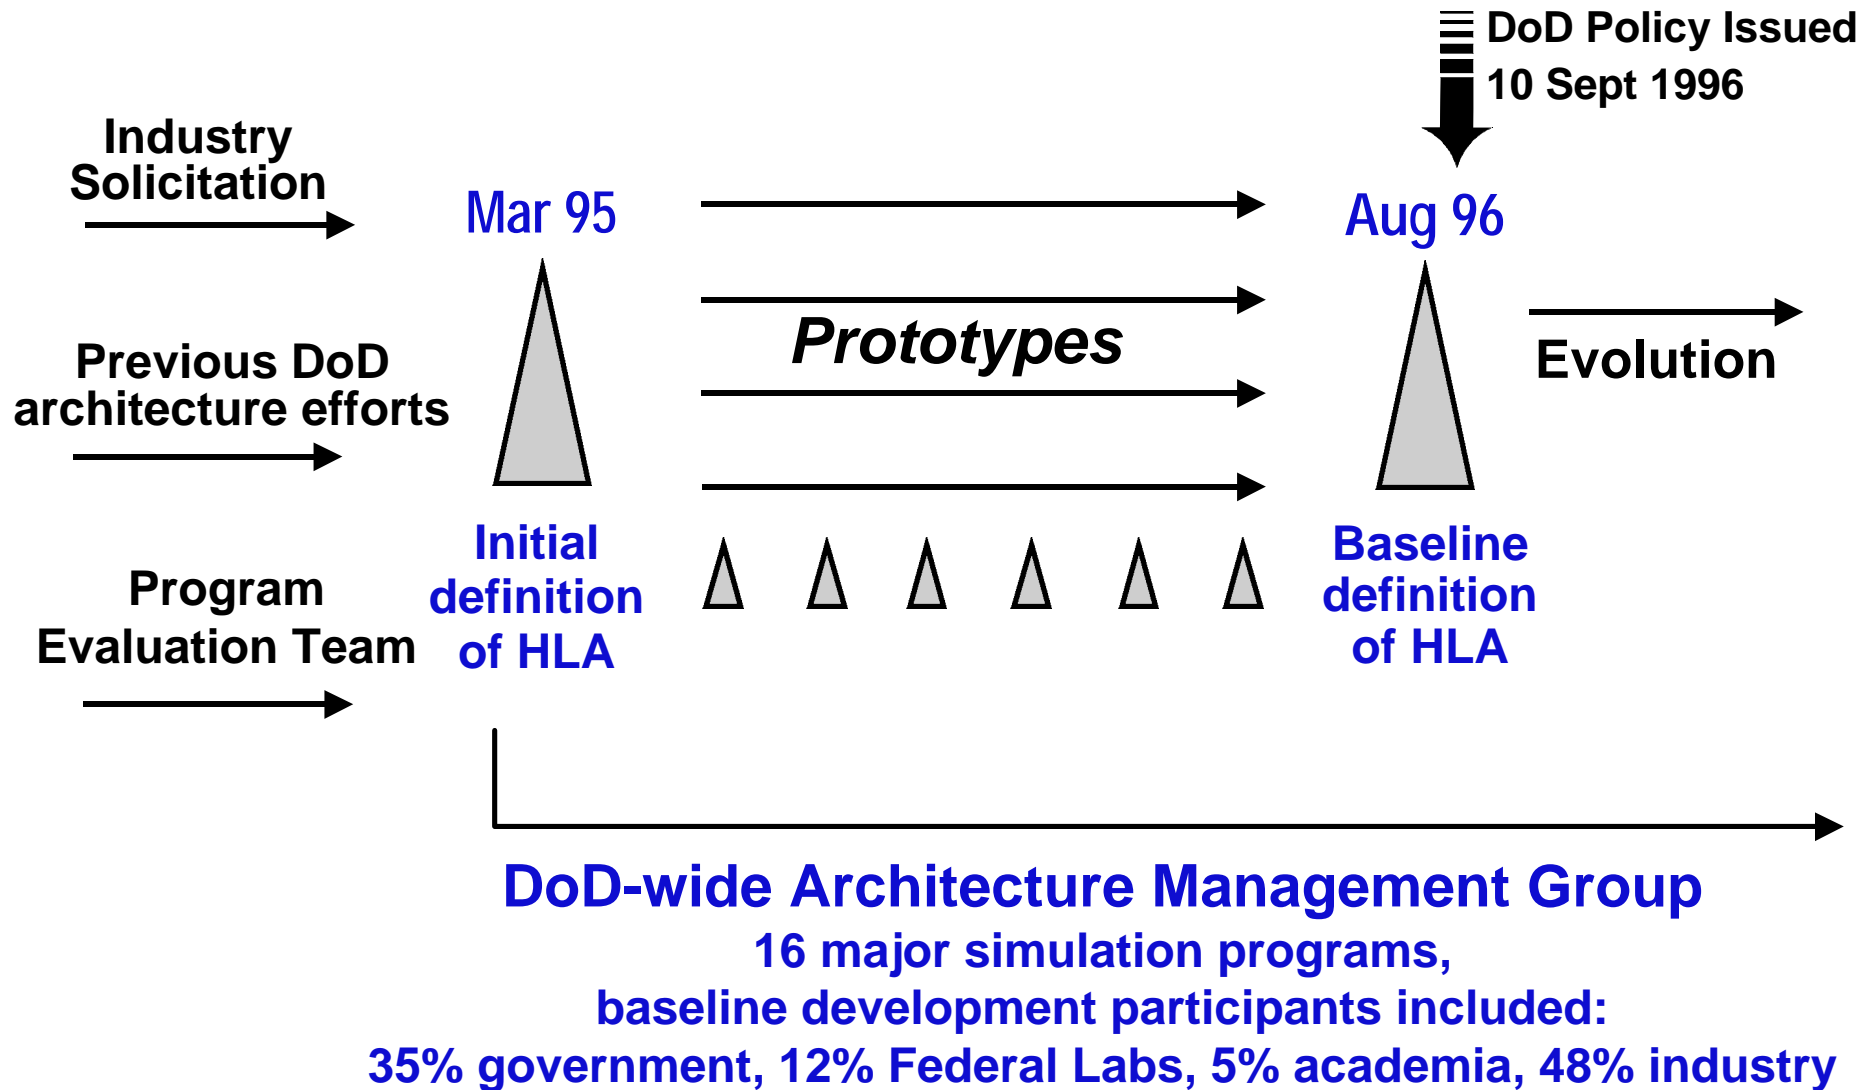 DoD Policy Issued
10 Sept 1996
Industry
Solicitation
Previous DoD
architecture efforts
Program
Evaluation Team
Mar 95
Initial
definition
of HLA
Prototypes
Aug 96
Baseline
definition
of HLA
Evolution
DoD-wide Architecture Management Group
16 major simulation programs,
baseline development participants included:
35% government, 12% Federal Labs, 5% academia, 48% industry